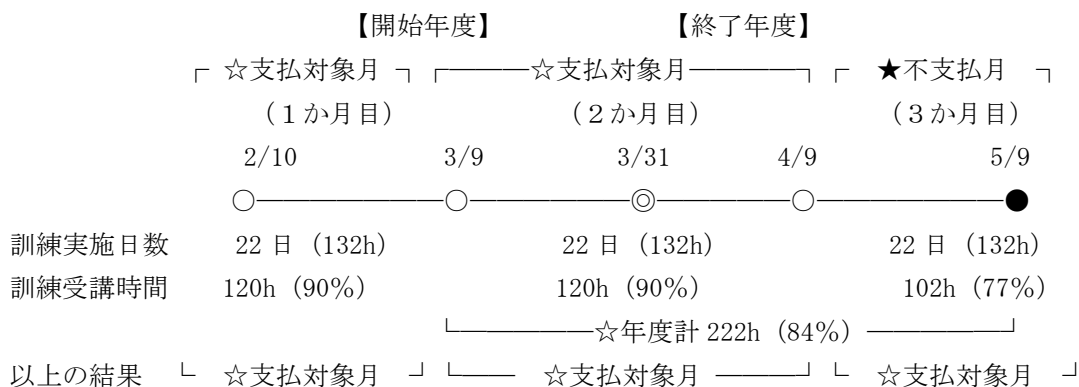 【開始年度】 【終了年度】
┌ ☆支払対象月 ┐┌―――☆支払対象月――――┐┌ ★不支払月 ┐
(1か月目) (2か月目) (3か月目)
2/10 3/9 3/31 4/9 5/9
○―――――――○――――――◎―――――○―――――――●
訓練実施日数 22 日 (132h) 22 日 (132h) 22 日 (132h)
訓練受講時間 120h (90%) 120h (90%) 102h (77%)
└―――――☆年度計 222h (84%) ―――――┘
以上の結果 └ ☆支払対象月 ┘└―― ☆支払対象月 ―――┘└ ☆支払対象月 ┘